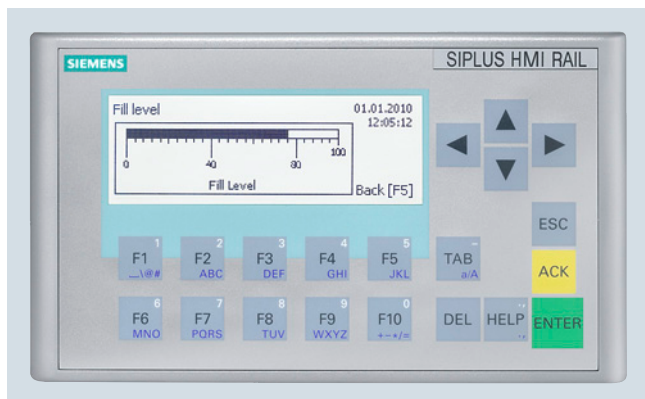 SIEMENS
SIPLUS HMI RAIL
Fill level
01.01.2010
12:05:12
0 40 80 100
Fill Level
Back [F5]
ESC
1 2 3 4 5 –
F1 F2 F3 F4 F5 TAB
_\@# ABC DEF GHI JKL a/A
ACK
6 7 8 9 0
F6 F7 F8 F9 F10 DEL HELP ENTER
MNO PQRS TUV WXYZ +-÷/=